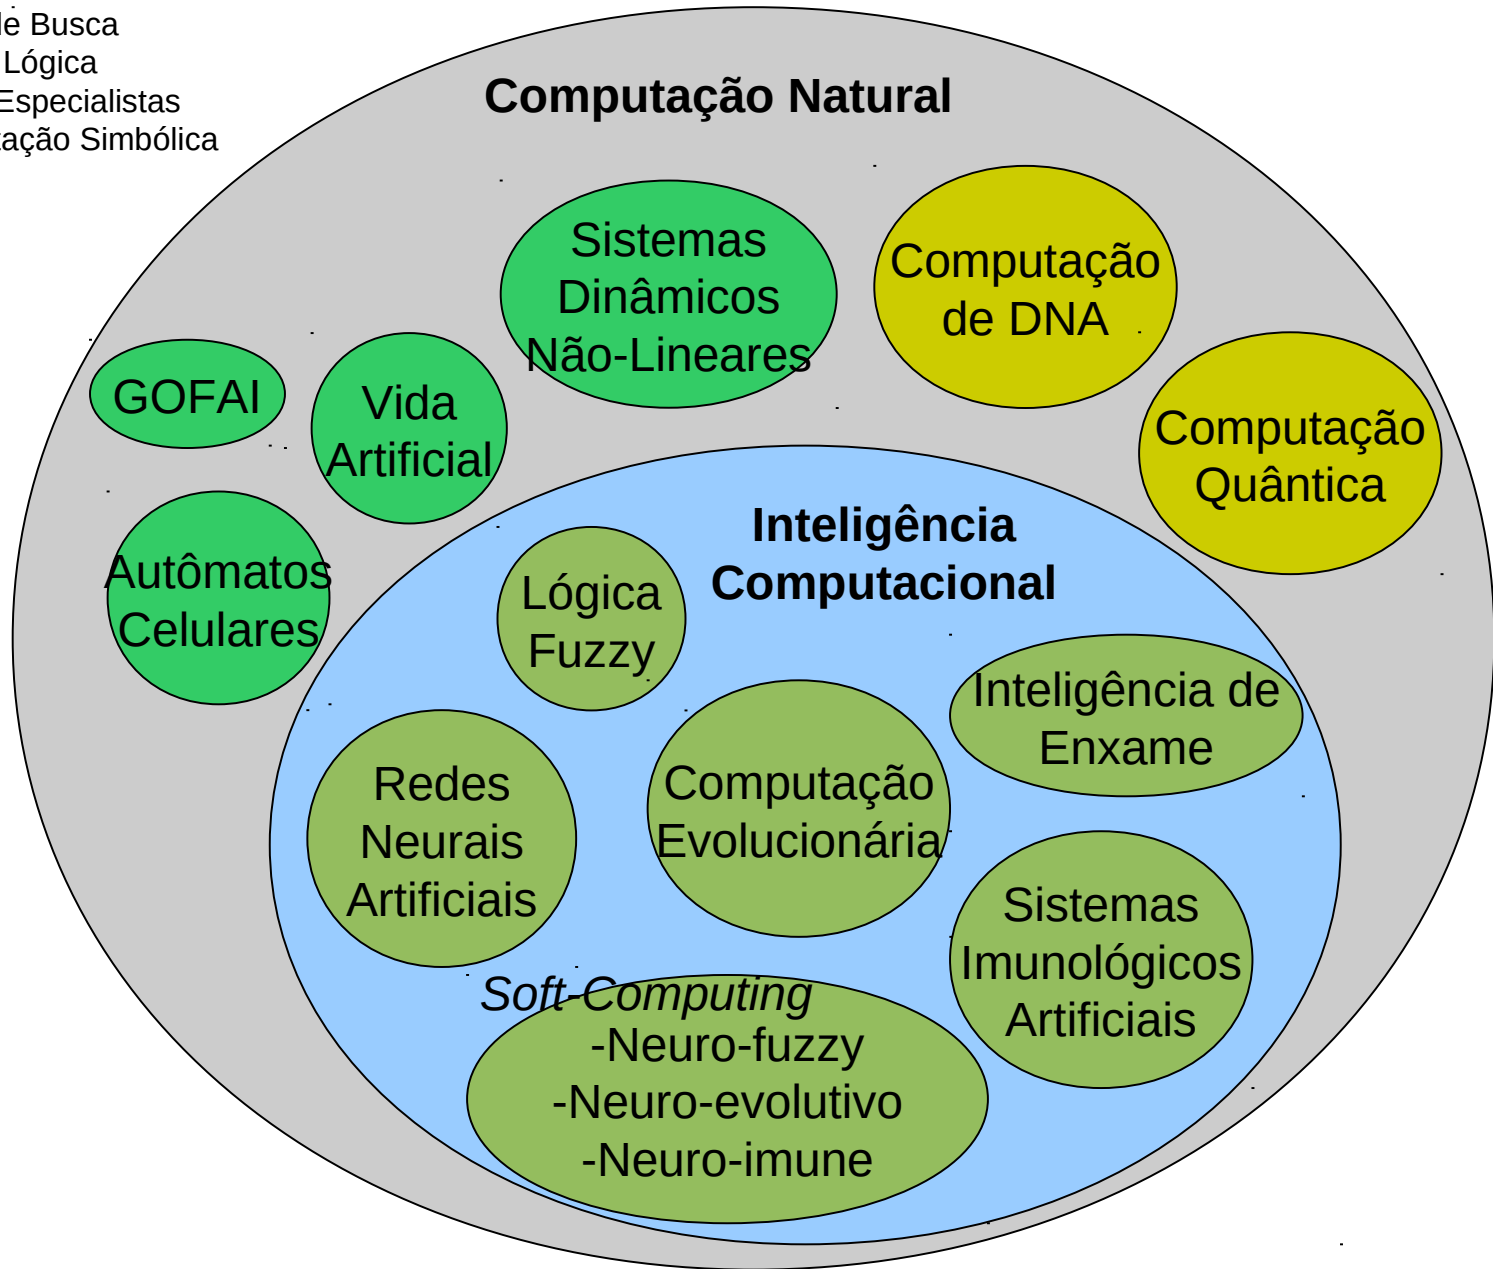 de Busca
Lógica
Especialistas
tação Simbólica
Computação Natural
Sistemas
Dinâmicos
Não-Lineares
Computação
de DNA
GOFAI
Vida
Artificial
Computação
Quântica
Autômatos
Celulares
Inteligência
Computacional
Lógica
Fuzzy
Inteligência de
Enxame
Redes
Neurais
Artificiais
Computação
Evolucionária
Sistemas
Imunológicos
Artificiais
Soft-Computing
-Neuro-fuzzy
-Neuro-evolutivo
-Neuro-imune